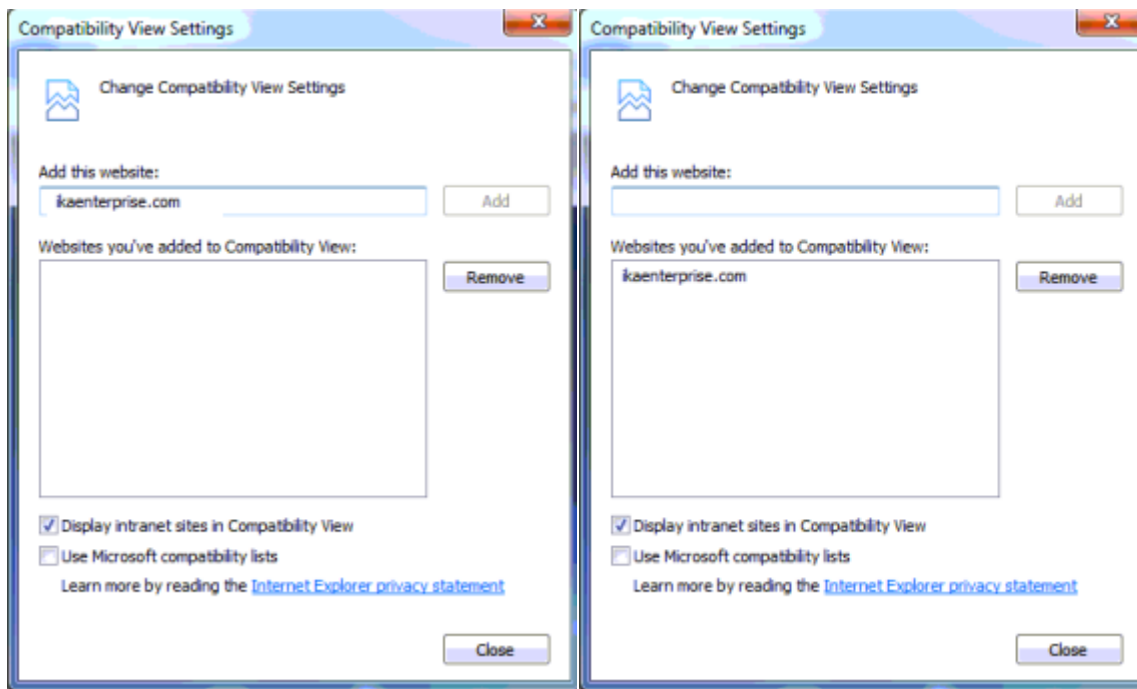 Compatibility View Settings
Change Compatibility View Settings
Add this website:
ikaenterprise.com
Add
Websites you've added to Compatibility View:
Remove
Display intranet sites in Compatibility View
Use Microsoft compatibility lists
Learn more by reading the Internet Explorer privacy statement
Close
Compatibility View Settings
Change Compatibility View Settings
Add this website:
Add
Websites you've added to Compatibility View:
ikaenterprise.com
Remove
Display intranet sites in Compatibility View
Use Microsoft compatibility lists
Learn more by reading the Internet Explorer privacy statement
Close